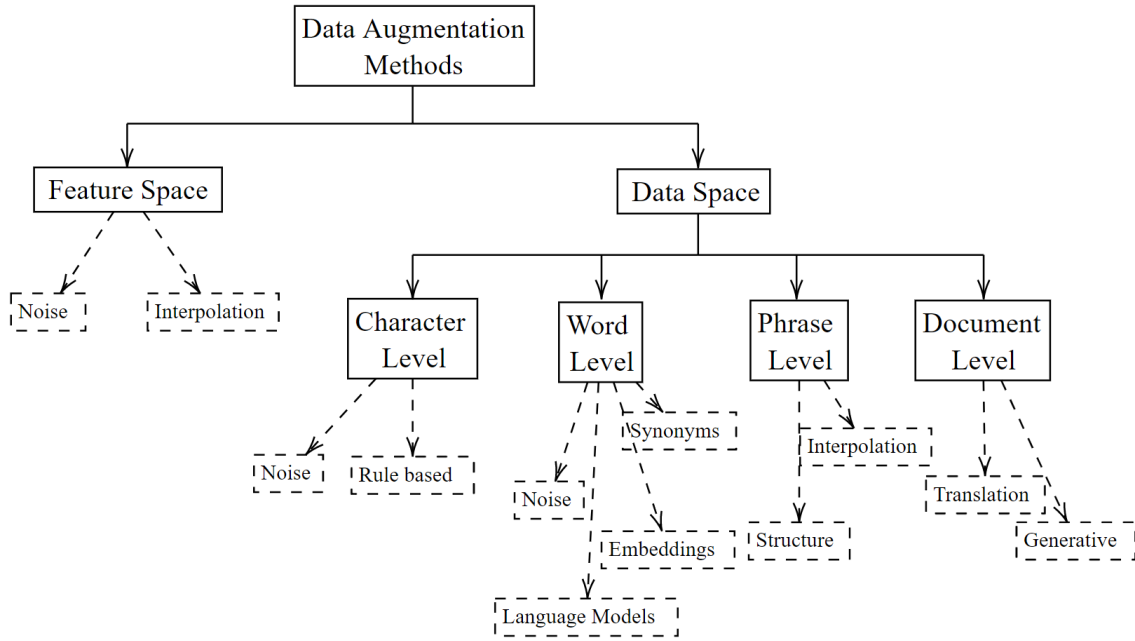 Data Augmentation
Methods
Feature Space
Data Space
Noise
Interpolation
Character
Level
Word
Level
Phrase
Level
Document
Level
Noise
Rule based
Synonyms
Noise
Embeddings
Language Models
Interpolation
Structure
Translation
Generative